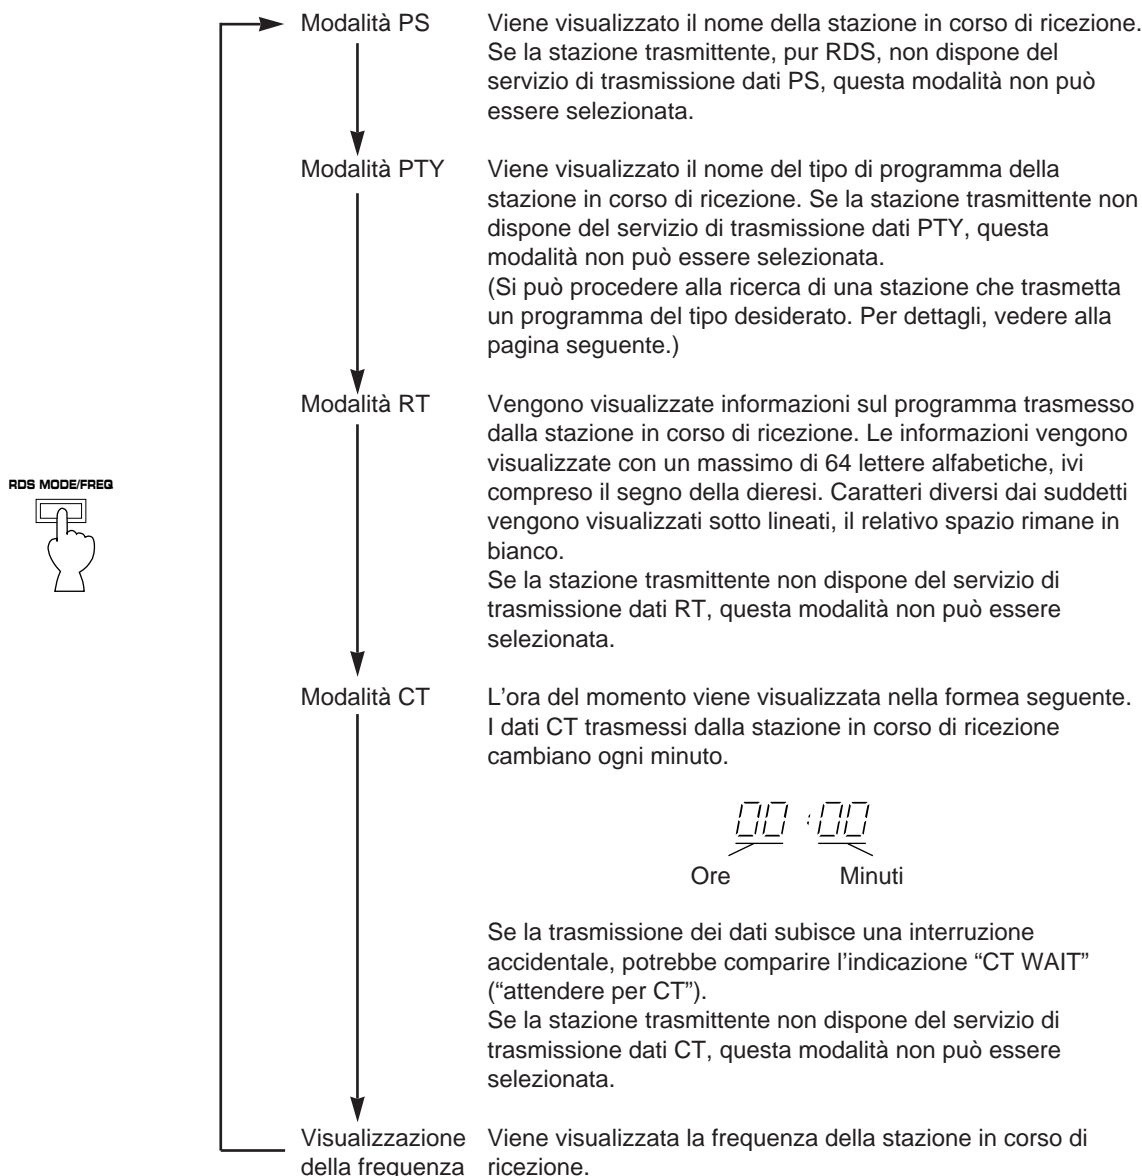 Modalità PS
Viene visualizzato il nome della stazione in corso di ricezione.
Se la stazione trasmittente, pur RDS, non dispone del
servizio di trasmissione dati PS, questa modalità non può
essere selezionata.
Modalità PTY
Viene visualizzato il nome del tipo di programma della
stazione in corso di ricezione. Se la stazione trasmittente non
dispone del servizio di trasmissione dati PTY, questa
modalità non può essere selezionata.
(Si può procedere alla ricerca di una stazione che trasmetta
un programma del tipo desiderato. Per dettagli, vedere alla
pagina seguente.)
Modalità RT
Vengono visualizzate informazioni sul programma trasmesso
dalla stazione in corso di ricezione. Le informazioni vengono
visualizzate con un massimo di 64 lettere alfabetiche, ivi
compreso il segno della dieresi. Caratteri diversi dai suddetti
vengono visualizzati sotto lineati, il relativo spazio rimane in
bianco.
Se la stazione trasmittente non dispone del servizio di
trasmissione dati RT, questa modalità non può essere
selezionata.
RDS MODE/FREQ
Modalità CT
L'ora del momento viene visualizzata nella formea seguente.
I dati CT trasmessi dalla stazione in corso di ricezione
cambiano ogni minuto.
00:00
Ore Minuti
Se la trasmissione dei dati subisce una interruzione
accidentale, potrebbe comparire l'indicazione “CT WAIT”
(“attendere per CT”).
Se la stazione trasmittente non dispone del servizio di
trasmissione dati CT, questa modalità non può essere
selezionata.
Visualizzazione
della frequenza
Viene visualizzata la frequenza della stazione in corso di
ricezione.